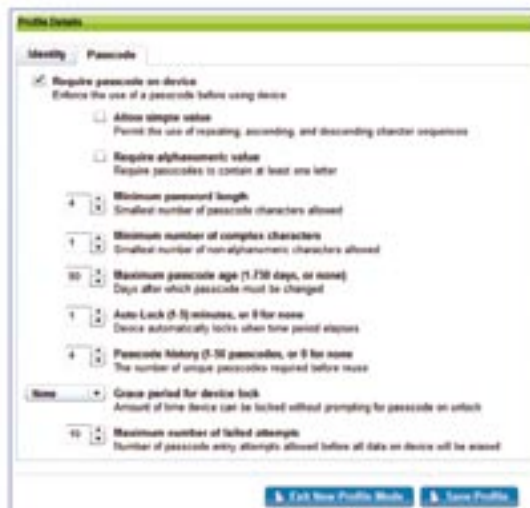 Profile Details
Identity Passcode
Require passcode on device
Enforce the use of a passcode before using device
Allow simple value
Permit the use of repeating, ascending, and descending character sequences
Require alphanumeric value
Require passcodes to contain at least one letter
4 Minimum password length
Smallest number of passcode characters allowed
1 Minimum number of complex characters
Smallest number of non-alphanumeric characters allowed
Maximum passcode age (1-730 days, or none)
Days after which passcode must be changed
1 Auto-Lock (1-5) minutes, or 0 for none
Device automatically locks when time period elapses
4 Passcode history (1-50 passcodes, or 0 for none
The number of unique passcodes required before reuse
None Grace period for device lock
Amount of time device can be locked without prompting for passcode on unlock
10 Maximum number of failed attempts
Number of passcode entry attempts allowed before all data on device will be erased
Exit New Profile Mode Save Profile